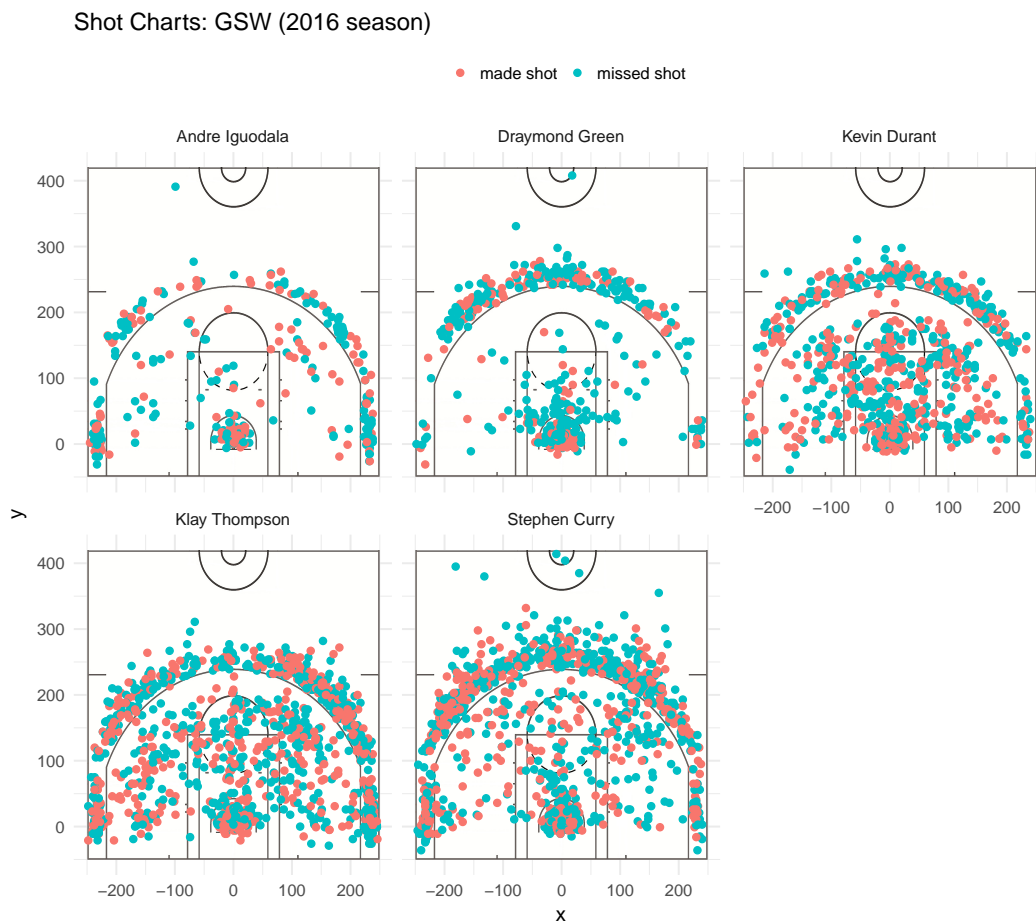 Shot Charts: GSW (2016 season)
made shot missed shot
Andre Iguodala Draymond Green Kevin Durant
400
300
200
100
0
−200 −100 0 100 200
y
Klay Thompson Stephen Curry
400
300
200
100
0
−200 −100 0 100 200 −200 −100 0 100 200
x